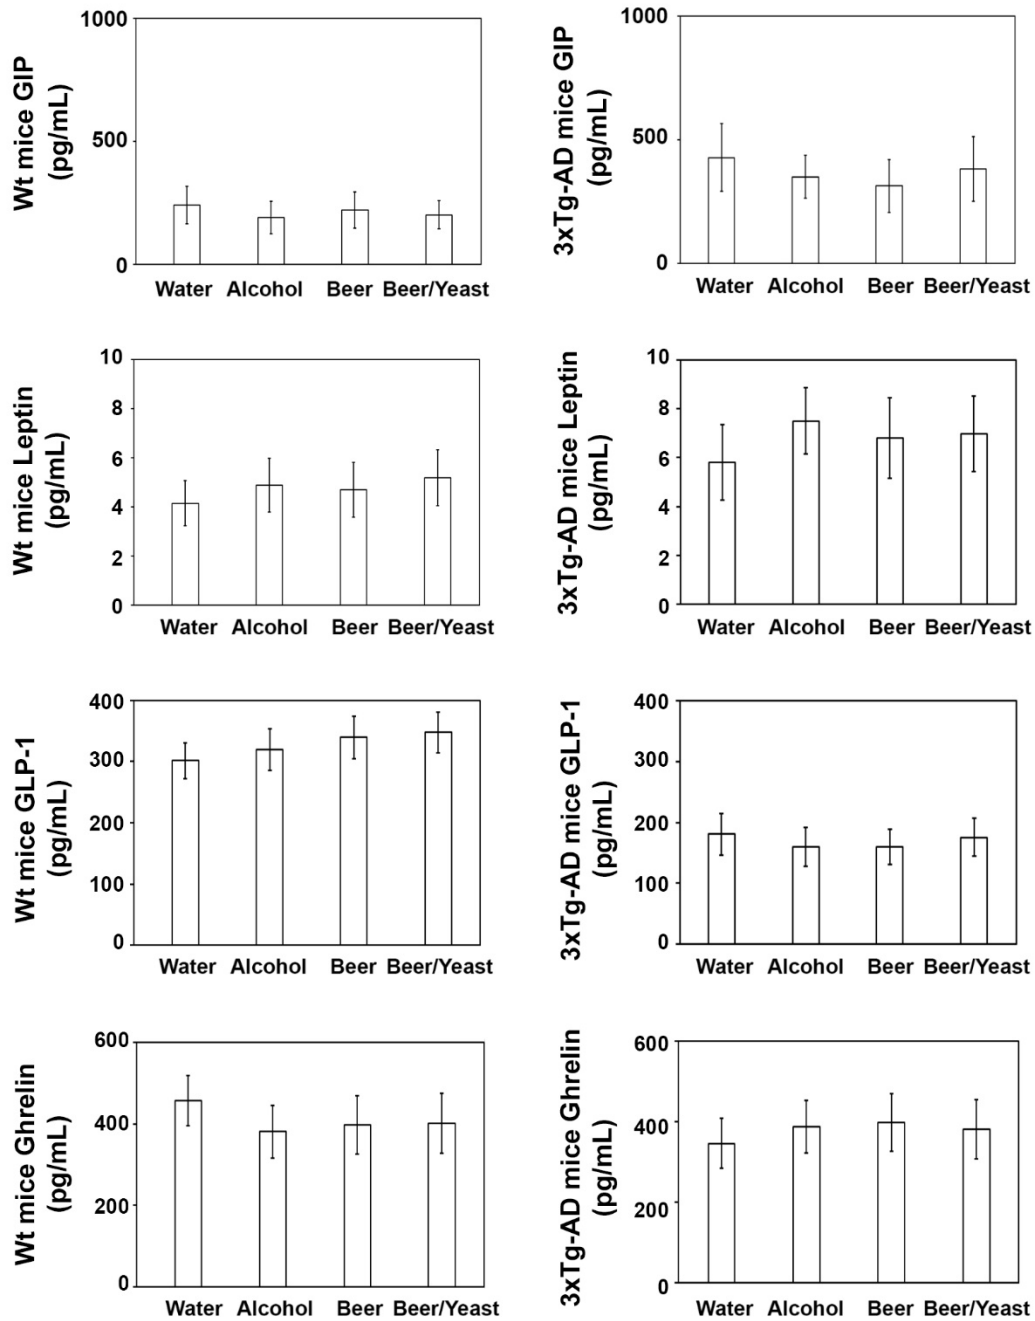 Wt mice GIP
(pg/mL)
1000
500
0
Water Alcohol Beer Beer/Yeast
3xTg-AD mice GIP
(pg/mL)
1000
500
0
Water Alcohol Beer Beer/Yeast
Wt mice Leptin
(pg/mL)
10
8
6
4
2
0
Water Alcohol Beer Beer/Yeast
3xTg-AD mice Leptin
(pg/mL)
10
8
6
4
2
0
Water Alcohol Beer Beer/Yeast
Wt mice GLP-1
(pg/mL)
400
300
200
100
0
Water Alcohol Beer Beer/Yeast
3xTg-AD mice GLP-1
(pg/mL)
400
300
200
100
0
Water Alcohol Beer Beer/Yeast
Wt mice Ghrelin
(pg/mL)
600
400
200
0
Water Alcohol Beer Beer/Yeast
3xTg-AD mice Ghrelin
(pg/mL)
600
400
200
0
Water Alcohol Beer Beer/Yeast